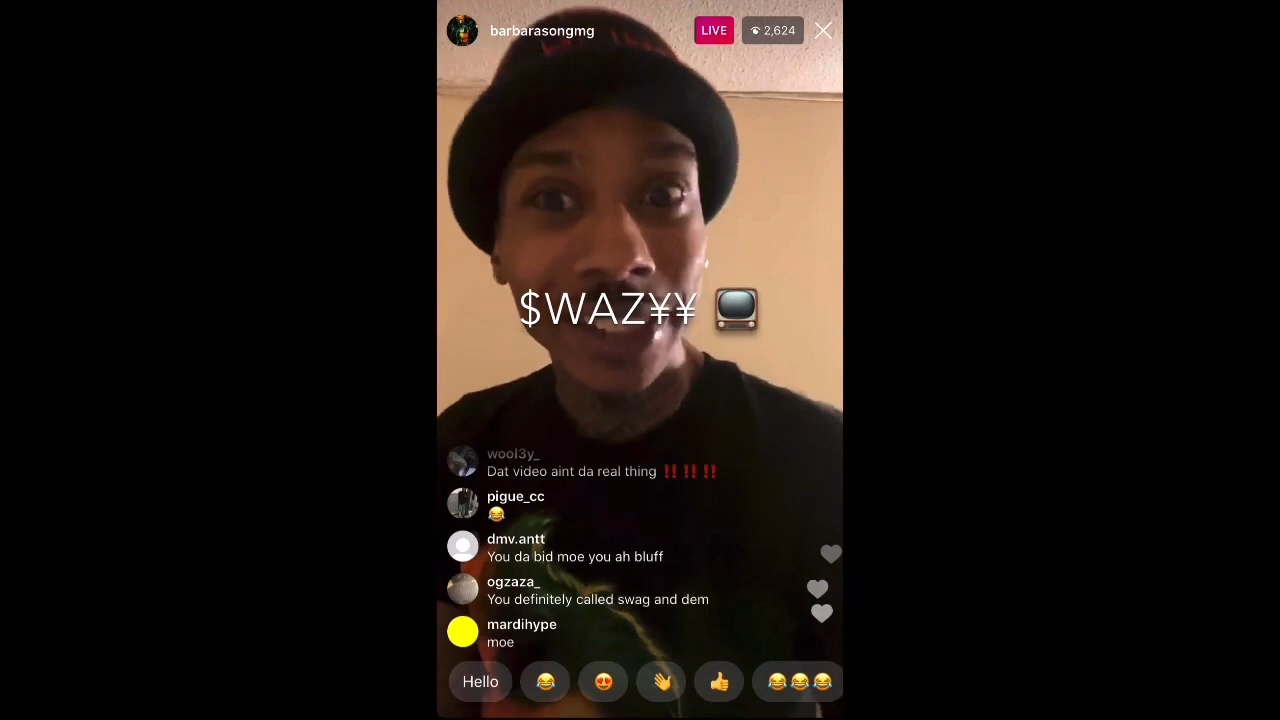 barbarasongmg
LIVE
2,624
$WAZ¥¥ 📺
wool3y_
Dat video aint da real thing ‼️ ‼️ ‼️
pigue_cc
😂
dmv.antt
You da bid moe you ah bluff
ogzaza_
You definitely called swag and dem
mardihype
moe
Hello 😂 😍 👋 👍 😂😂😂